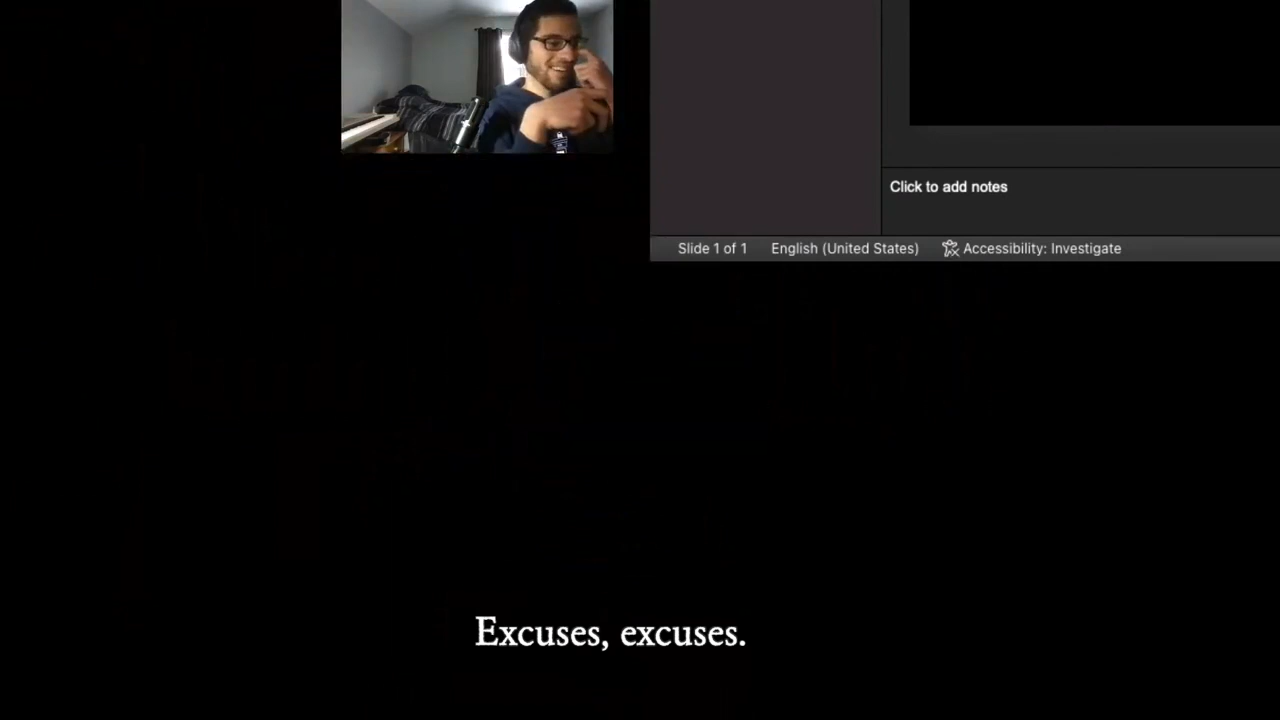 Click to add notes
Slide 1 of 1 English (United States) Accessibility: Investigate
Excuses, excuses.